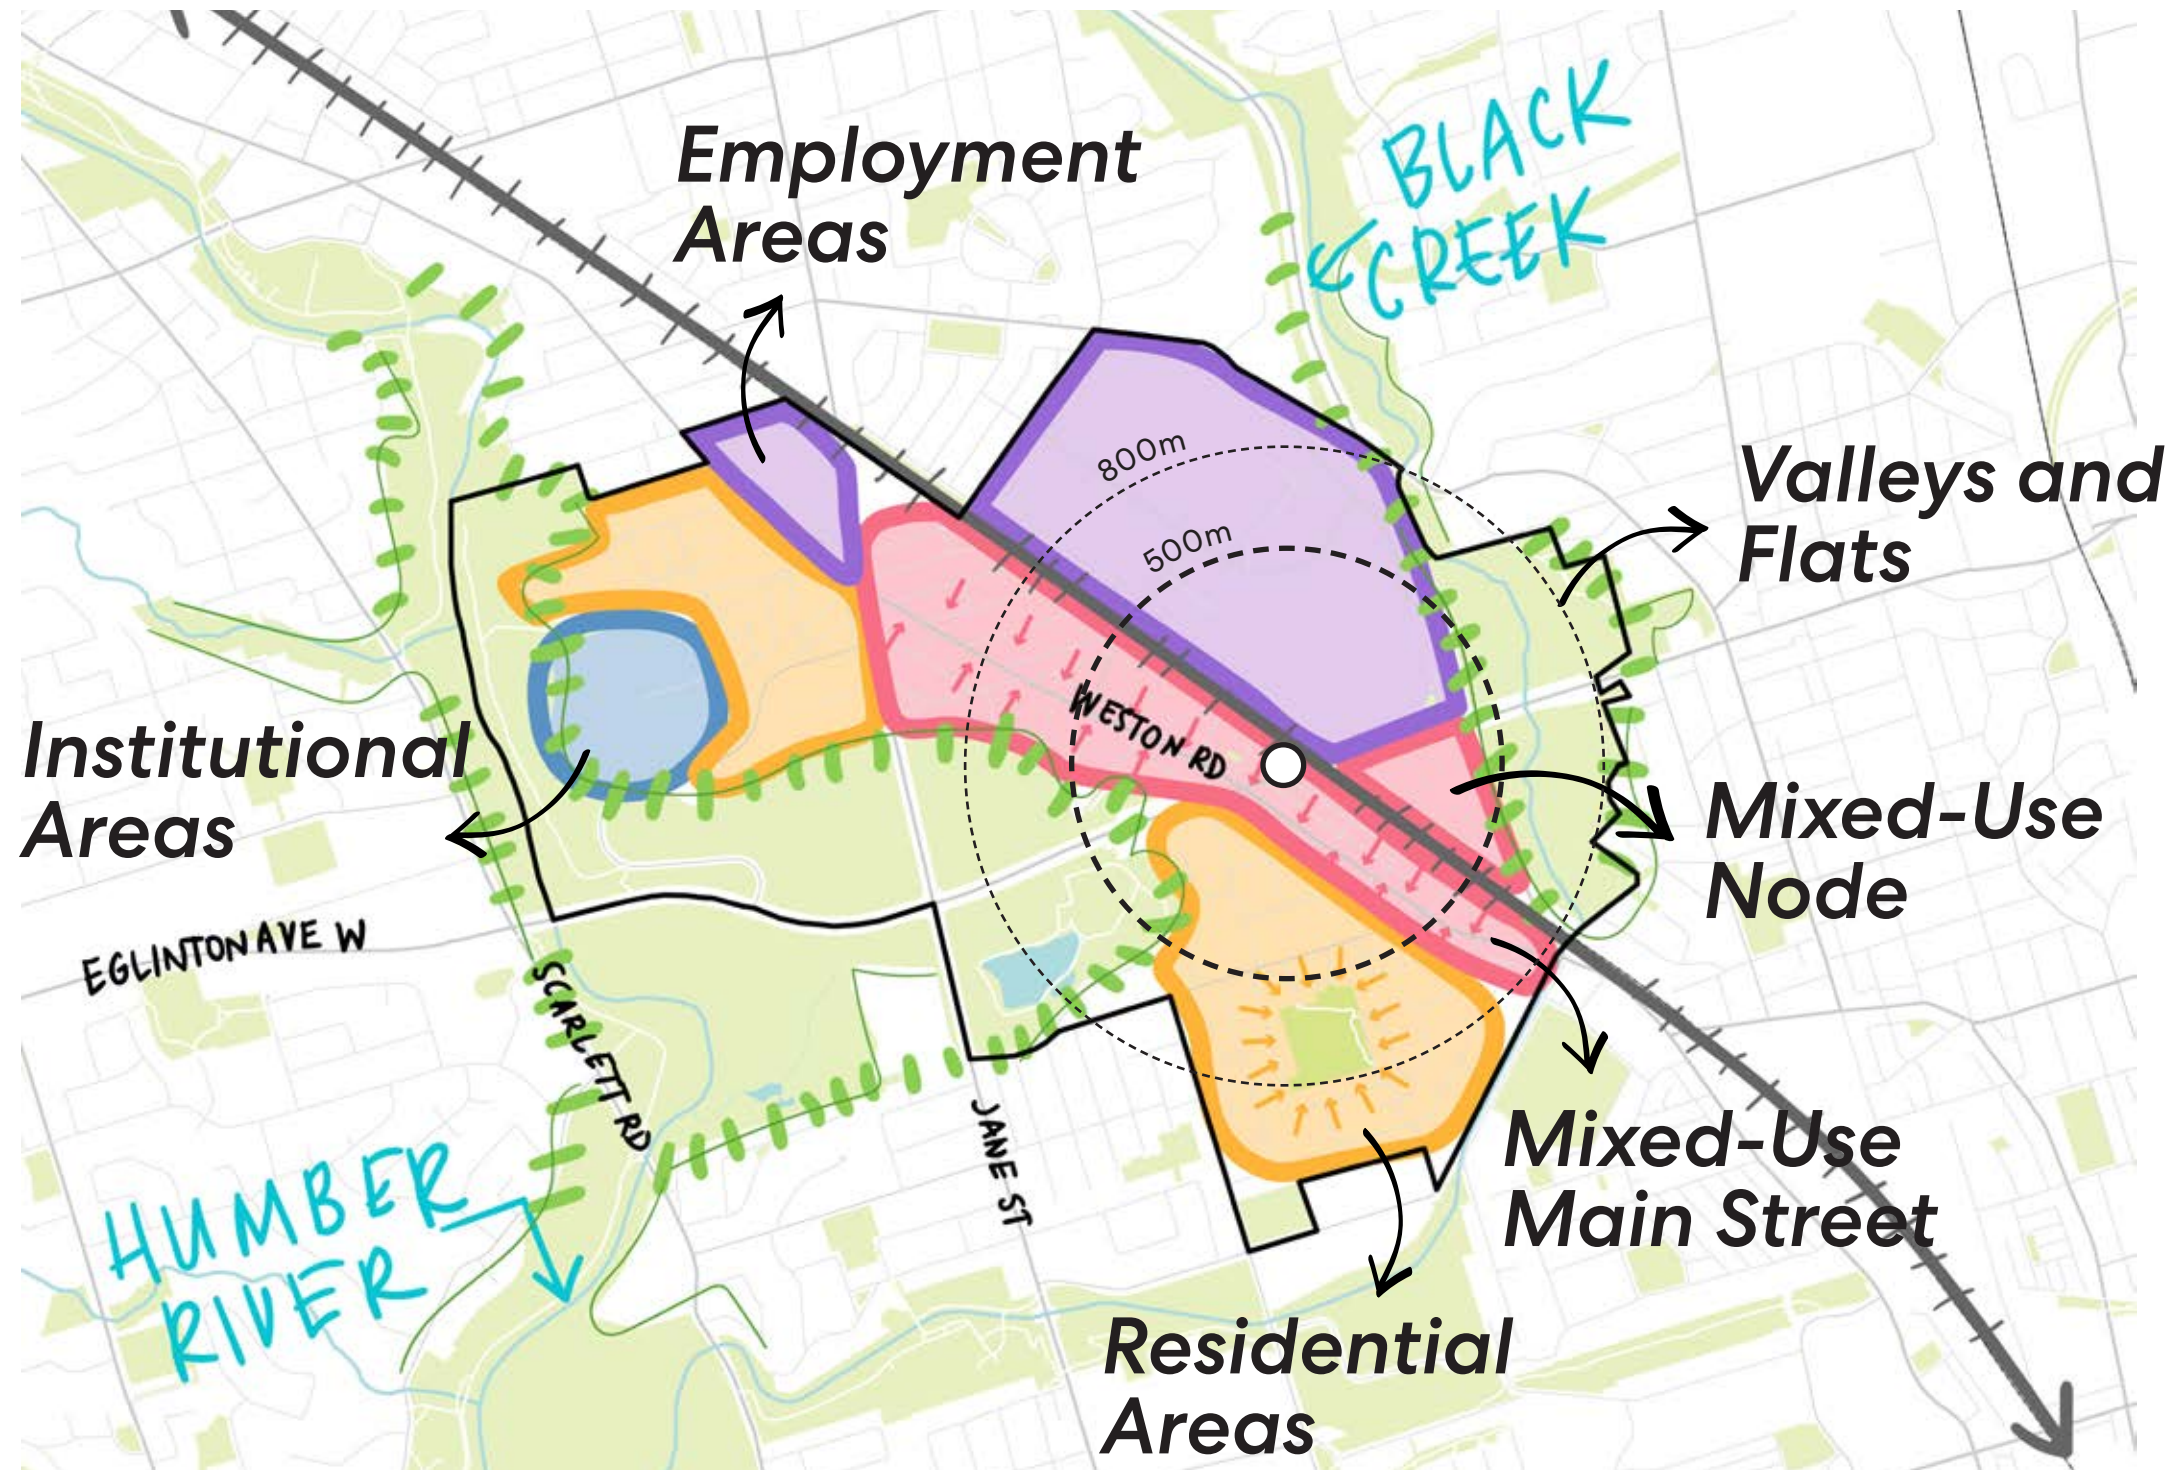 BLACK
CREEK
Employment
Areas
800m
500m
Valleys and
Flats
WESTON RD
Institutional
Areas
Mixed-Use
Node
EGLINTON AVE W
SCARLETT RD
JANE ST
Mixed-Use
Main Street
HUMBER
RIVER
Residential
Areas